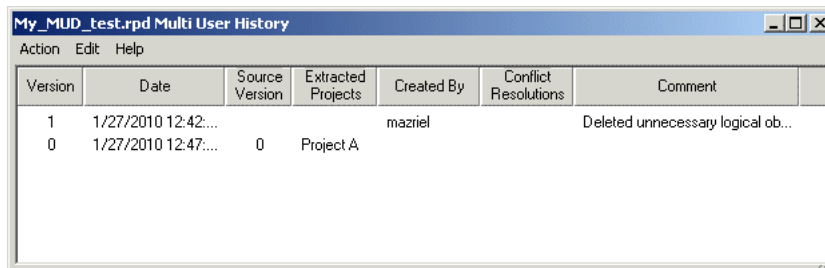 My_MUD_test.rpd Multi User History
Action Edit Help
Version Date Source Version Extracted Projects Created By Conflict Resolutions Comment
1 1/27/2010 12:42:... mazriel Deleted unnecessary logical ob...
0 1/27/2010 12:47:... 0 Project A